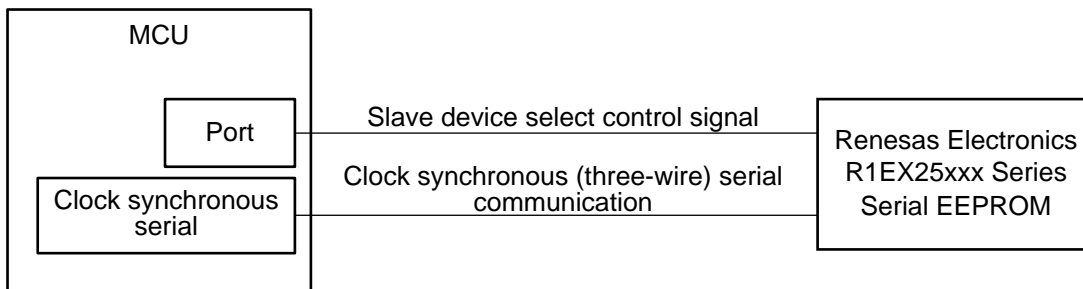 MCU
Port
Slave device select control signal
Clock synchronous (three-wire) serial
communication
Clock synchronous
serial
Renesas Electronics
R1EX25xxx Series
Serial EEPROM